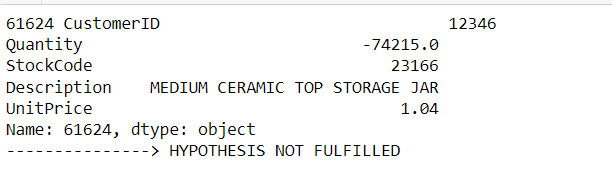 61624 CustomerID 12346
Quantity -74215.0
StockCode 23166
Description MEDIUM CERAMIC TOP STORAGE JAR
UnitPrice 1.04
Name: 61624, dtype: object
---------------> HYPOTHESIS NOT FULFILLED